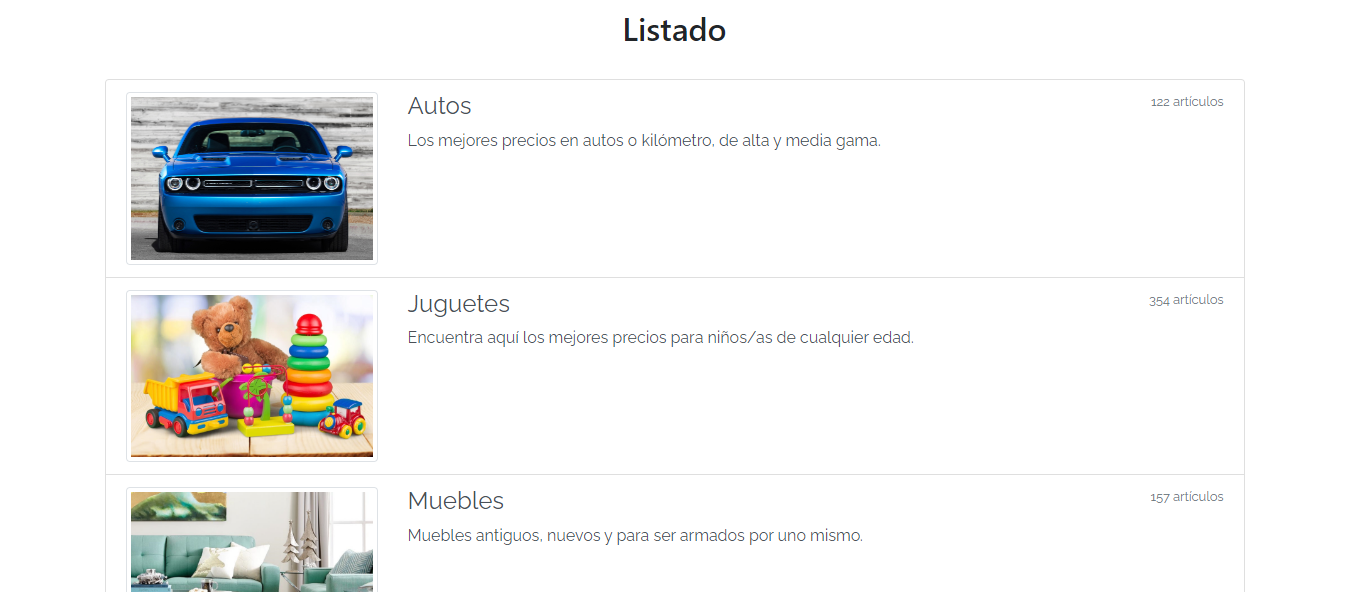 Listado
Autos
122 artículos
Los mejores precios en autos 0 kilómetro, de alta y media gama.
Juguetes
354 artículos
Encuentra aquí los mejores precios para niños/as de cualquier edad.
Muebles
157 artículos
Muebles antiguos, nuevos y para ser armados por uno mismo.